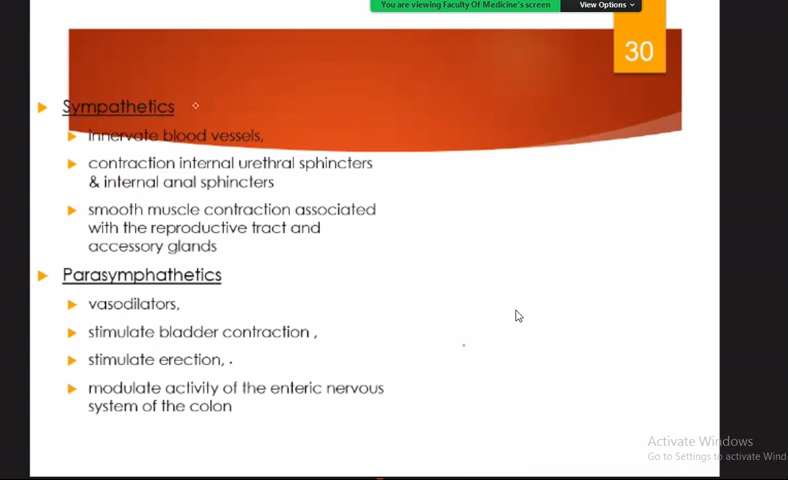 You are viewing Faculty Of Medicine's screen
View Options
30
Sympathetics
innervate blood vessels,
contraction internal urethral sphincters
& internal anal sphincters
smooth muscle contraction associated
with the reproductive tract and
accessory glands
Parasymphathetics
vasodilators,
stimulate bladder contraction ,
stimulate erection, .
modulate activity of the enteric nervous
system of the colon
Activate Windows
Go to Settings to activate Wind